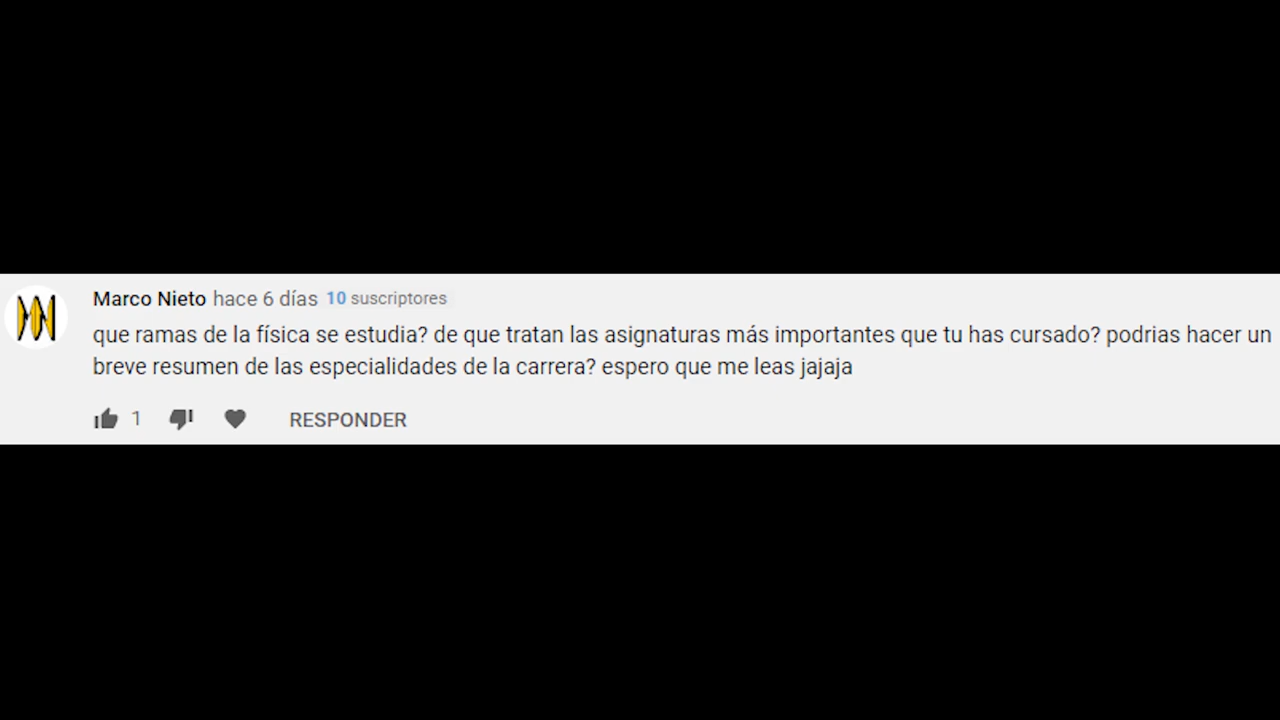 Marco Nieto hace 6 días 10 suscriptores
que ramas de la física se estudia? de que tratan las asignaturas más importantes que tu has cursado? podrias hacer un
breve resumen de las especialidades de la carrera? espero que me leas jajaja
1 RESPONDER